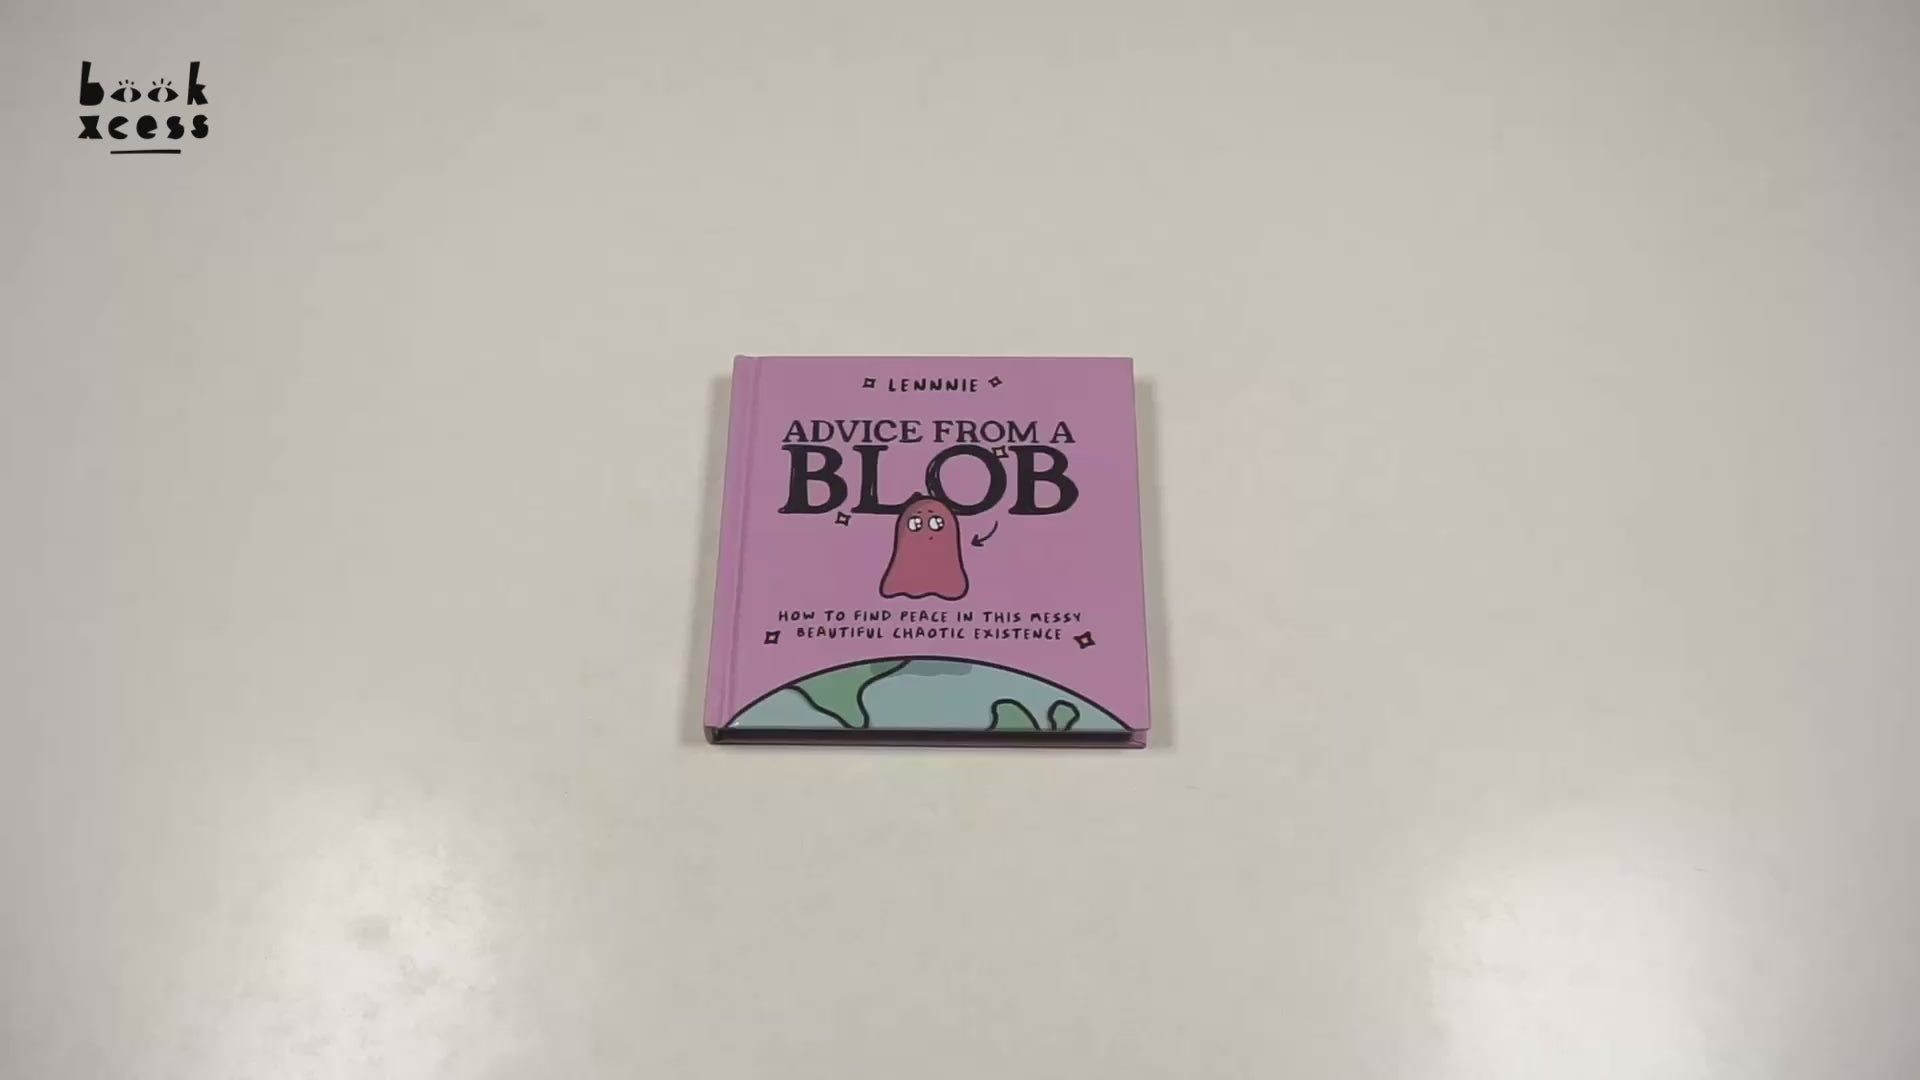 book
xcess
LENNNIE
ADVICE FROM A
BLOB
HOW TO FIND PEACE IN THIS MESSY
BEAUTIFUL CHAOTIC EXISTENCE